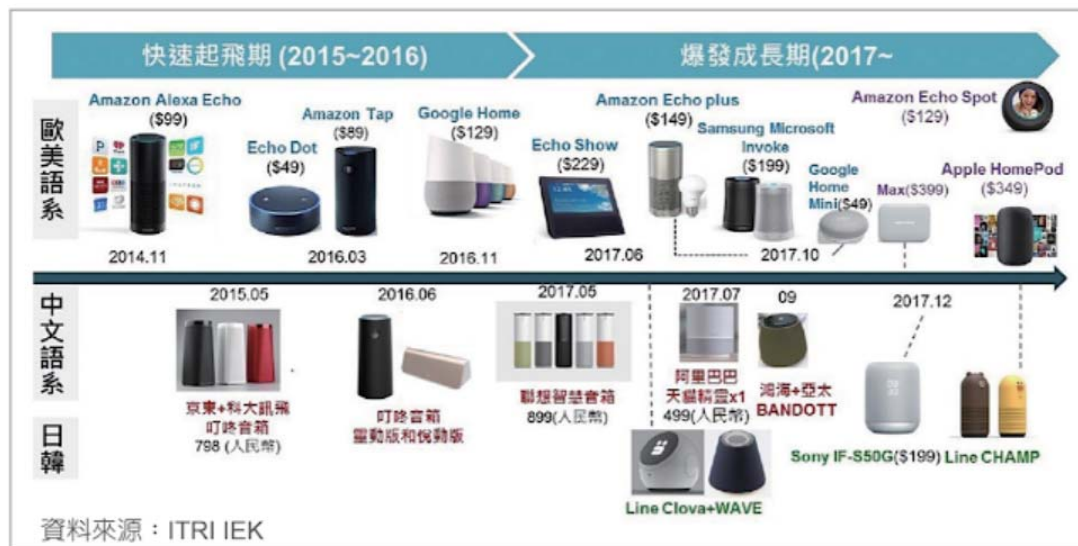 快速起飛期 (2015~2016)
爆發成長期(2017~
歐美語系
Amazon Alexa Echo
($99)
Echo Dot
($49)
Amazon Tap
($89)
Google Home
($129)
Echo Show
($229)
Amazon Echo plus
($149)
Samsung Microsoft
Invoke
($199)
Google
Home
Mini($49)
Max($399)
Amazon Echo Spot
($129)
Apple HomePod
($349)
2014.11
2016.03
2016.11
2017.06
2017.10
中文語系
日韓
2015.05
2016.06
2017.05
2017.07
09
2017.12
京東+科大訊飛
叮咚音箱
798 (人民幣)
叮咚音箱
靈動版和悅動版
聯想智慧音箱
899(人民幣)
阿里巴巴
天貓精靈x1
499(人民幣)
鴻海+亞太
BANDOTT
Line Clova+WAVE
Sony IF-S50G($199)
Line CHAMP
資料來源：ITRI IEK